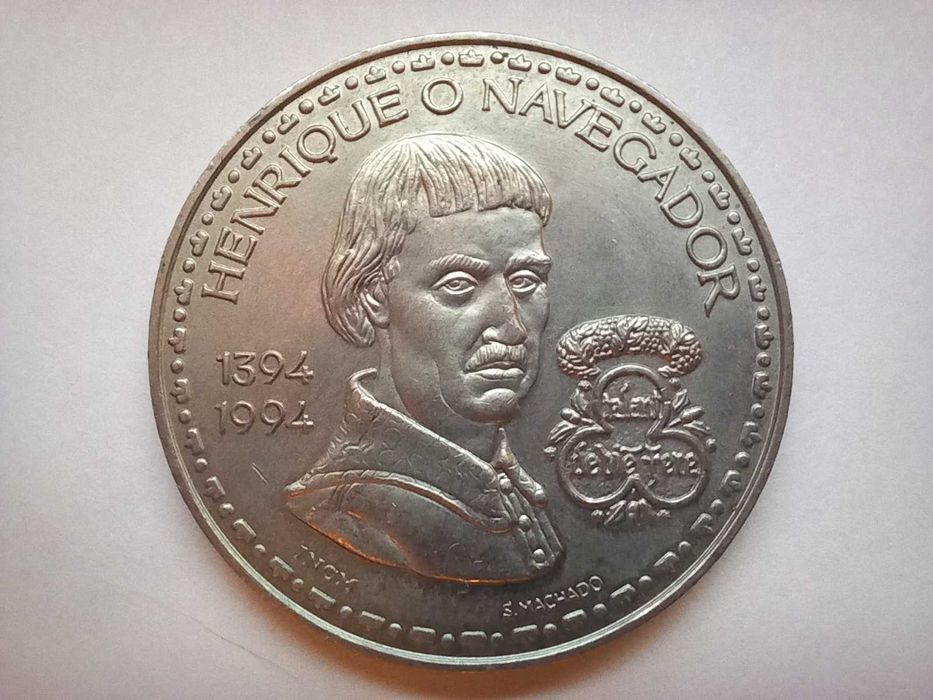 HENRIQUE O NAVEGADOR
1394
1994
INCM
S. MACHADO